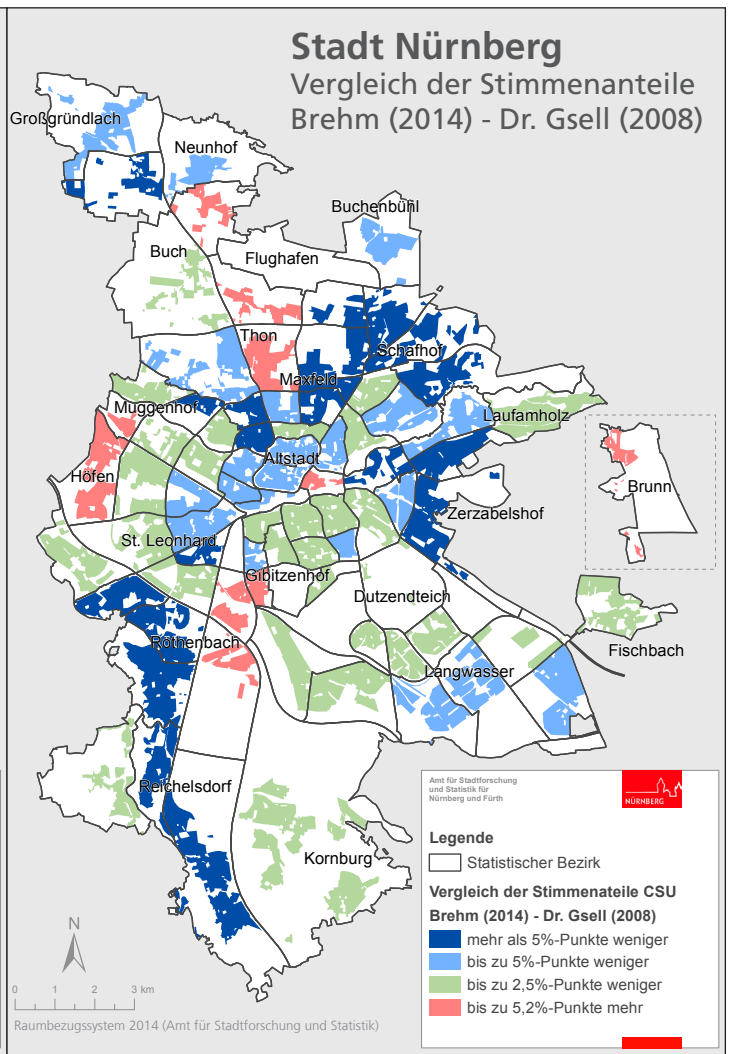 Stadt Nürnberg
Vergleich der Stimmenanteile
Brehm (2014) - Dr. Gsell (2008)
Großgründlach
Neunhof
Buchenbühl
Buch
Flughafen
Thon
Schafhof
Maxfeld
Muggenhof
Laufamholz
Altstadt
Höfen
Brunn
Zerzabelshof
St. Leonhard
Gibitzenhof
Dutzendteich
Röthenbach
Fischbach
Langwasser
Reichelsdorf
Kornburg
Amt für Stadtforschung
und Statistik für
Nürnberg und Fürth
NÜRNBERG
Legende
Statistischer Bezirk
Vergleich der Stimmenateile CSU
Brehm (2014) - Dr. Gsell (2008)
mehr als 5%-Punkte weniger
bis zu 5%-Punkte weniger
bis zu 2,5%-Punkte weniger
bis zu 5,2%-Punkte mehr
N
0 1 2 3 km
Raumbezugssystem 2014 (Amt für Stadtforschung und Statistik)